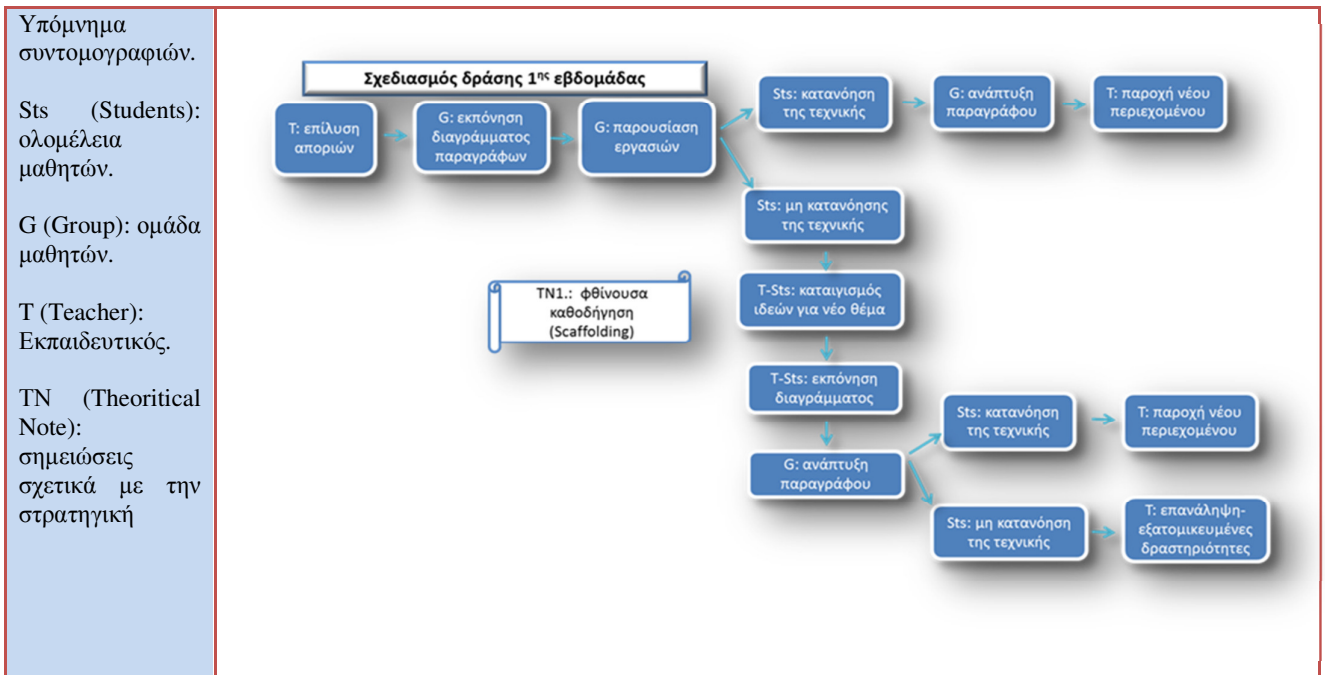 Υπόμνημα
συντομογραφιών.
Sts (Students):
ολομέλεια
μαθητών.
G (Group): ομάδα
μαθητών.
T (Teacher):
Εκπαιδευτικός.
TN (Theoritical
Note):
σημειώσεις
σχετικά με την
στρατηγική
Σχεδιασμός δράσης 1ης εβδομάδας
T: επίλυση
αποριών
G: εκπόνηση
διαγράμματος
παραγράφων
G: παρουσίαση
εργασιών
Sts: κατανόηση
της τεχνικής
G: ανάπτυξη
παραγράφου
T: παροχή νέου
περιεχομένου
Sts: μη κατανόησης
της τεχνικής
TN1.: φθίνουσα
καθοδήγηση
(Scaffolding)
T-Sts: καταιγισμός
ιδεών για νέο θέμα
T-Sts: εκπόνηση
διαγράμματος
G: ανάπτυξη
παραγράφου
Sts: κατανόηση
της τεχνικής
T: παροχή νέου
περιεχομένου
Sts: μη κατανόηση
της τεχνικής
T: επανάληψη-
εξατομικευμένες
δραστηριότητες